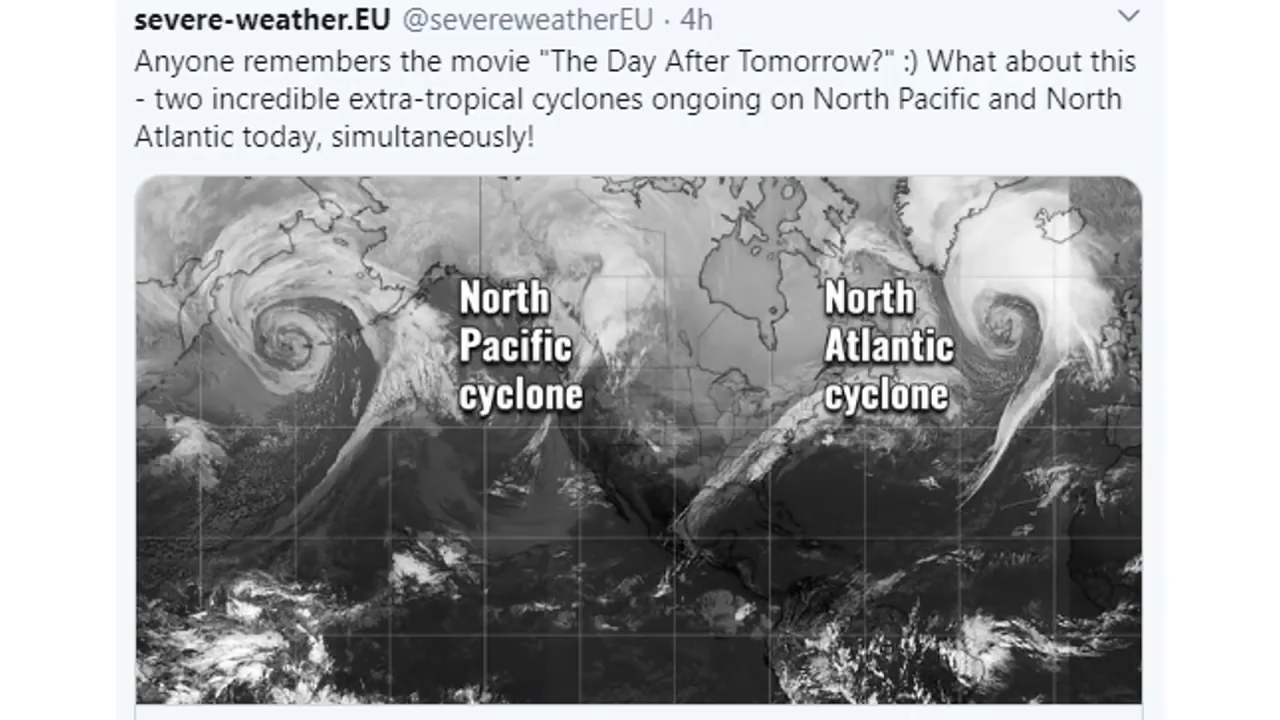 severe-weather.EU @severeweatherEU · 4h
Anyone remembers the movie "The Day After Tomorrow?" :) What about this
- two incredible extra-tropical cyclones ongoing on North Pacific and North
Atlantic today, simultaneously!
North
Pacific
cyclone
North
Atlantic
cyclone